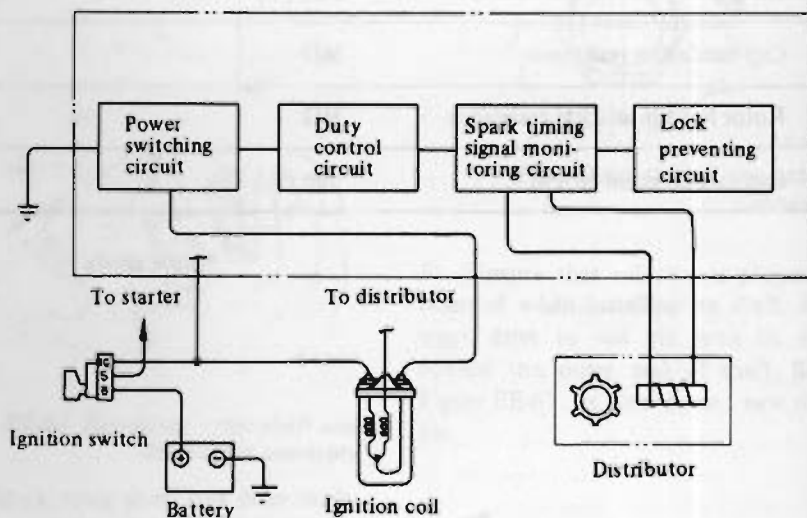 Power
switching
circuit
Duty
control
circuit
Spark timing
signal moni-
toring circuit
Lock
preventing
circuit
To starter
To distributor
Ignition switch
Battery
Ignition coil
Distributor